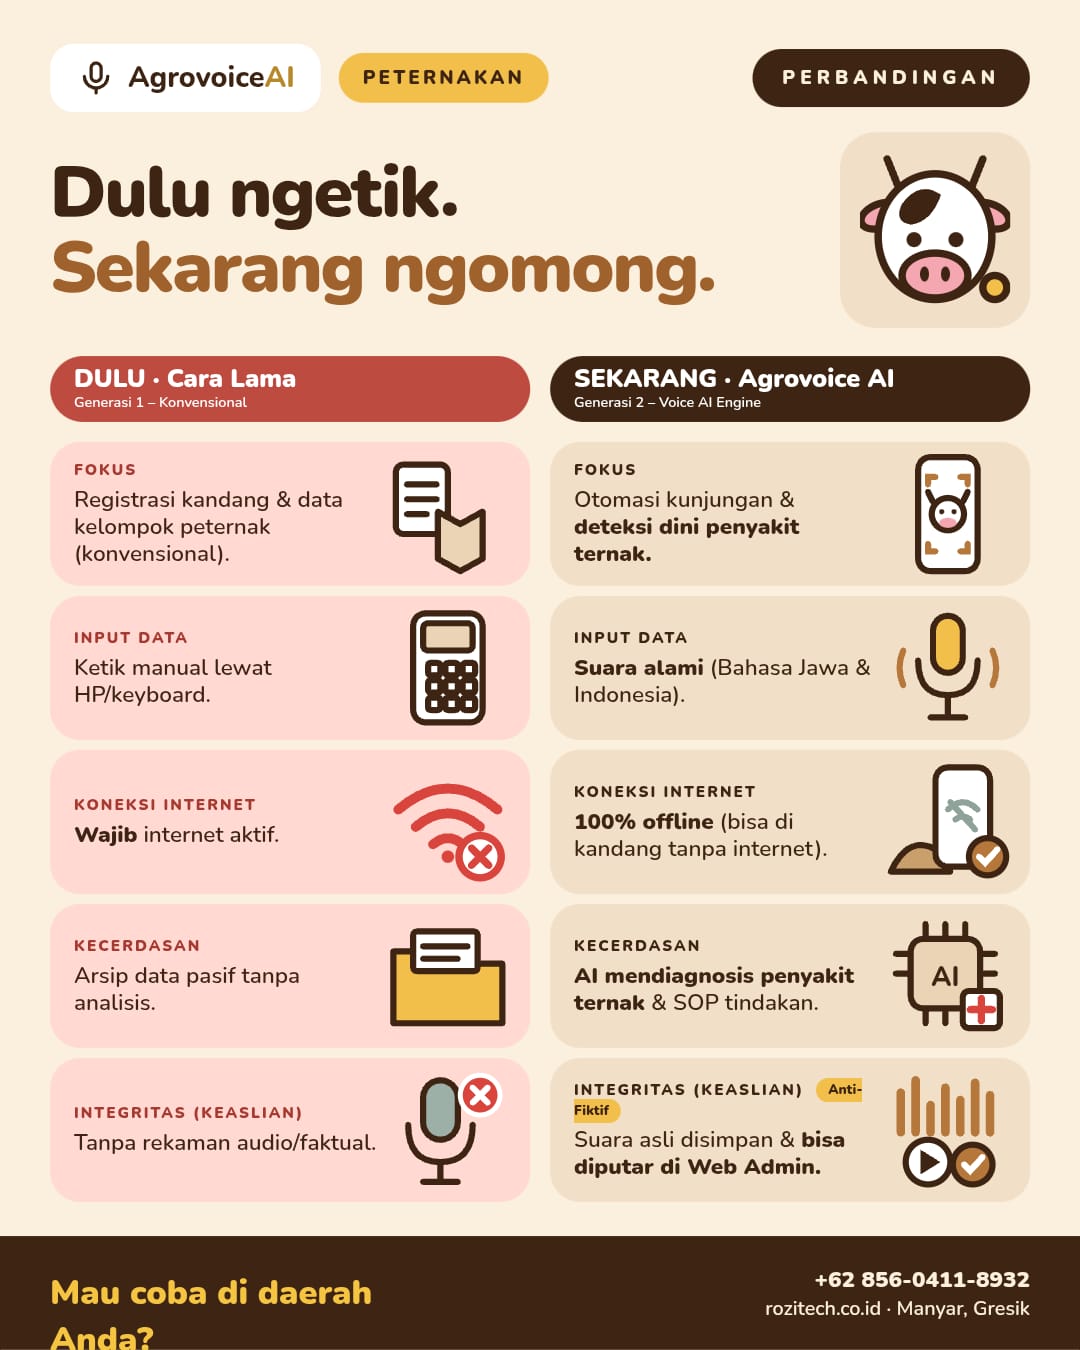 AgrovoiceAI
PETERNAKAN
PERBANDINGAN
Dulu ngetik.
Sekarang ngomong.
DULU · Cara Lama
Generasi 1 – Konvensional
SEKARANG · Agrovoice AI
Generasi 2 – Voice AI Engine
FOKUS
Registrasi kandang & data
kelompok peternak
(konvensional).
FOKUS
Otomasi kunjungan &
deteksi dini penyakit
ternak.
INPUT DATA
Ketik manual lewat
HP/keyboard.
INPUT DATA
Suara alami (Bahasa Jawa &
Indonesia).
KONEKSI INTERNET
Wajib internet aktif.
KONEKSI INTERNET
100% offline (bisa di
kandang tanpa internet).
KECERDASAN
Arsip data pasif tanpa
analisis.
KECERDASAN
AI mendiagnosis penyakit
ternak & SOP tindakan.
AI
INTEGRITAS (KEASLIAN)
Tanpa rekaman audio/faktual.
INTEGRITAS (KEASLIAN) Anti-
Fiktif
Suara asli disimpan & bisa
diputar di Web Admin.
Mau coba di daerah
Anda?
+62 856-0411-8932
rozitech.co.id · Manyar, Gresik